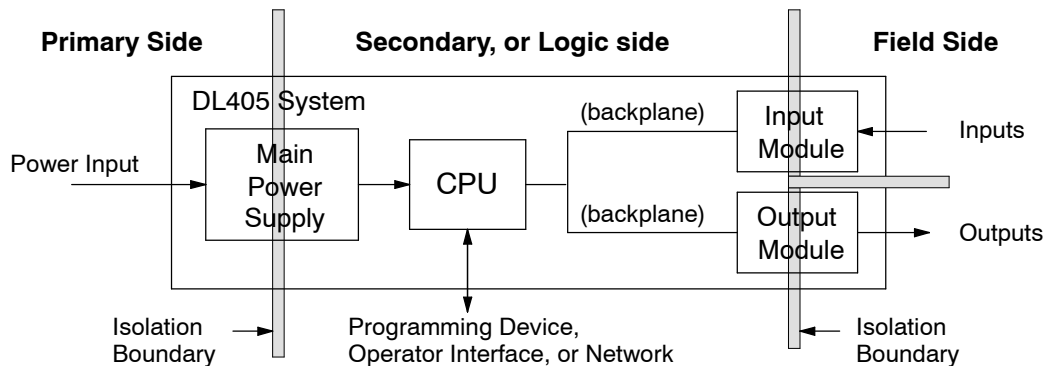 Primary Side
Secondary, or Logic side
Field Side
DL405 System
(backplane)
Input
Module
Inputs
Power Input
Main
Power
Supply
CPU
(backplane)
Output
Module
Outputs
Isolation
Boundary
Programming Device,
Operator Interface, or Network
Isolation
Boundary